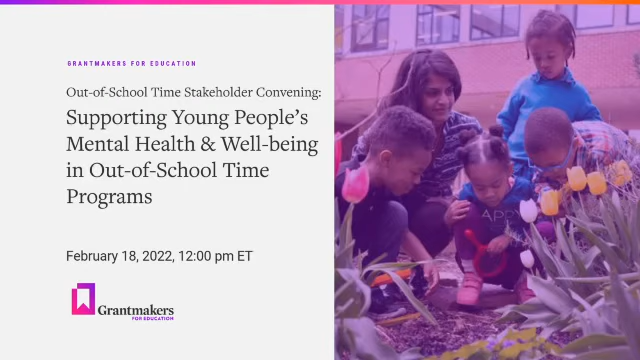 GRANTMAKERS FOR EDUCATION
Out-of-School Time Stakeholder Convening:
Supporting Young People’s
Mental Health & Well-being
in Out-of-School Time
Programs
February 18, 2022, 12:00 pm ET
Grantmakers
FOR EDUCATION